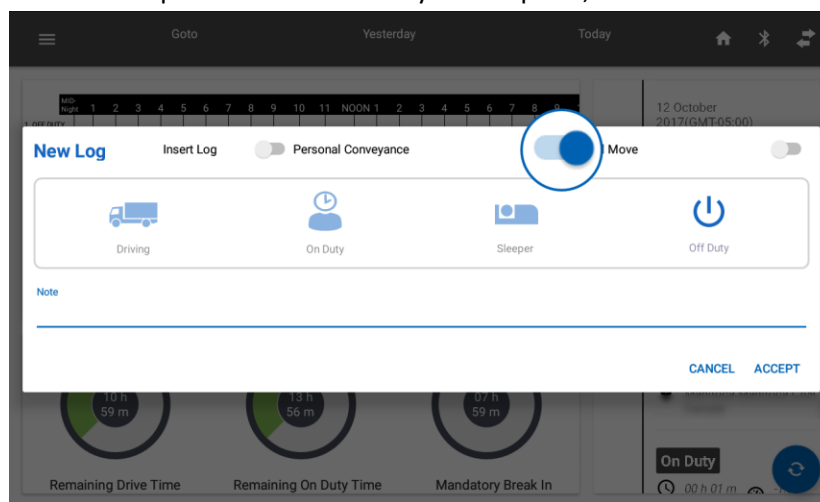 Goto Yesterday Today
MID-
Night 1 2 3 4 5 6 7 8 9 10 11 NOON 1 2 3 4 5 6 7 8 9
1 OFF DUTY
12 October
2017(GMT-05:00)
New Log Insert Log Personal Conveyance Move
Driving On Duty Sleeper Off Duty
Note
CANCEL ACCEPT
10 h 13 h 07 h
59 m 56 m 59 m
Remaining Drive Time Remaining On Duty Time Mandatory Break In
On Duty
00 h 01 m